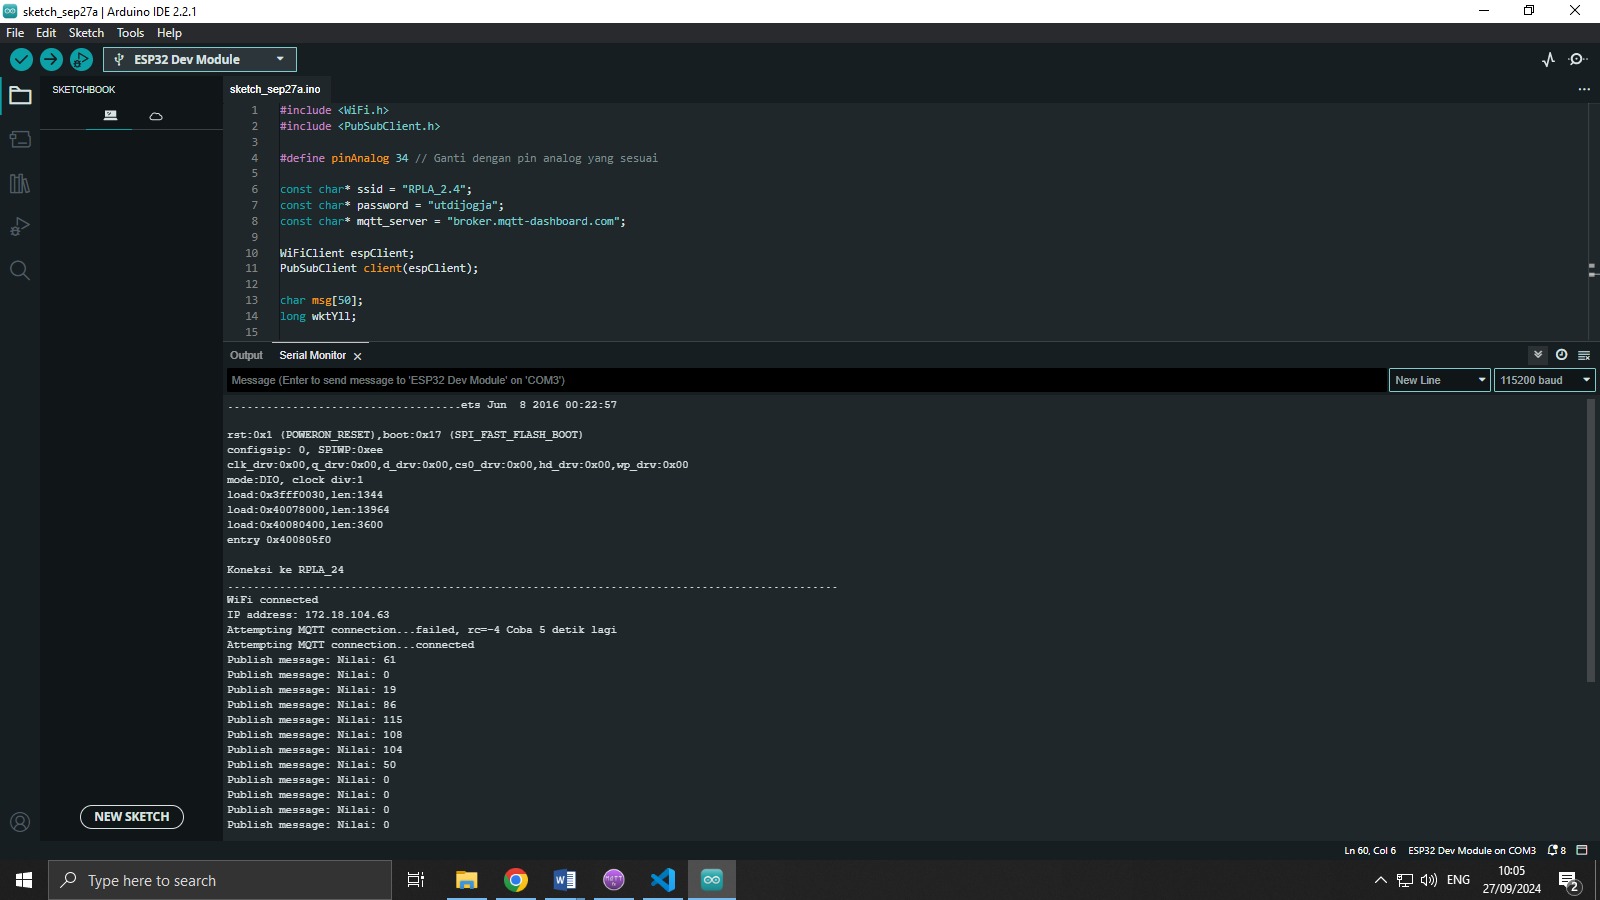 sketch_sep27a | Arduino IDE 2.2.1
File Edit Sketch Tools Help
ESP32 Dev Module
SKETCHBOOK
sketch_sep27a.ino
1 #include <WiFi.h>
2 #include <PubSubClient.h>
3
4 #define pinAnalog 34 // Ganti dengan pin analog yang sesuai
5
6 const char* ssid = "RPLA_2.4";
7 const char* password = "utdijogja";
8 const char* mqtt_server = "broker.mqtt-dashboard.com";
9
10 WiFiClient espClient;
11 PubSubClient client(espClient);
12
13 char msg[50];
14 long wktYll;
15
Output Serial Monitor
Message (Enter to send message to 'ESP32 Dev Module' on 'COM3')
New Line
115200 baud
....................................ets Jun  8 2016 00:22:57
rst:0x1 (POWERON_RESET),boot:0x17 (SPI_FAST_FLASH_BOOT)
configsip: 0, SPIWP:0xee
clk_drv:0x00,q_drv:0x00,d_drv:0x00,cs0_drv:0x00,hd_drv:0x00,wp_drv:0x00
mode:DIO, clock div:1
load:0x3fff0030,len:1344
load:0x40078000,len:13964
load:0x40080400,len:3600
entry 0x400805f0
Koneksi ke RPLA_24
..............................................................................................
WiFi connected
IP address: 172.18.104.63
Attempting MQTT connection...failed, rc=-4 Coba 5 detik lagi
Attempting MQTT connection...connected
Publish message: Nilai: 61
Publish message: Nilai: 0
Publish message: Nilai: 19
Publish message: Nilai: 86
Publish message: Nilai: 115
Publish message: Nilai: 108
Publish message: Nilai: 104
Publish message: Nilai: 50
Publish message: Nilai: 0
Publish message: Nilai: 0
Publish message: Nilai: 0
Publish message: Nilai: 0
NEW SKETCH
Ln 60, Col 6 ESP32 Dev Module on COM3 8
Type here to search
ENG
10:05
27/09/2024
2